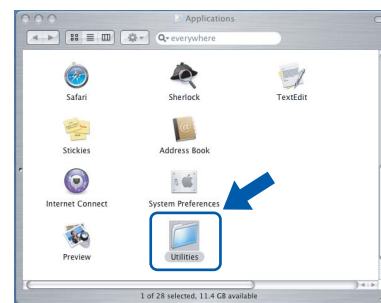 Applications
everywhere
Safari
Sherlock
TextEdit
Stickies
Address Book
Internet Connect
System Preferences
Preview
Utilities
1 of 28 selected, 11.4 GB available